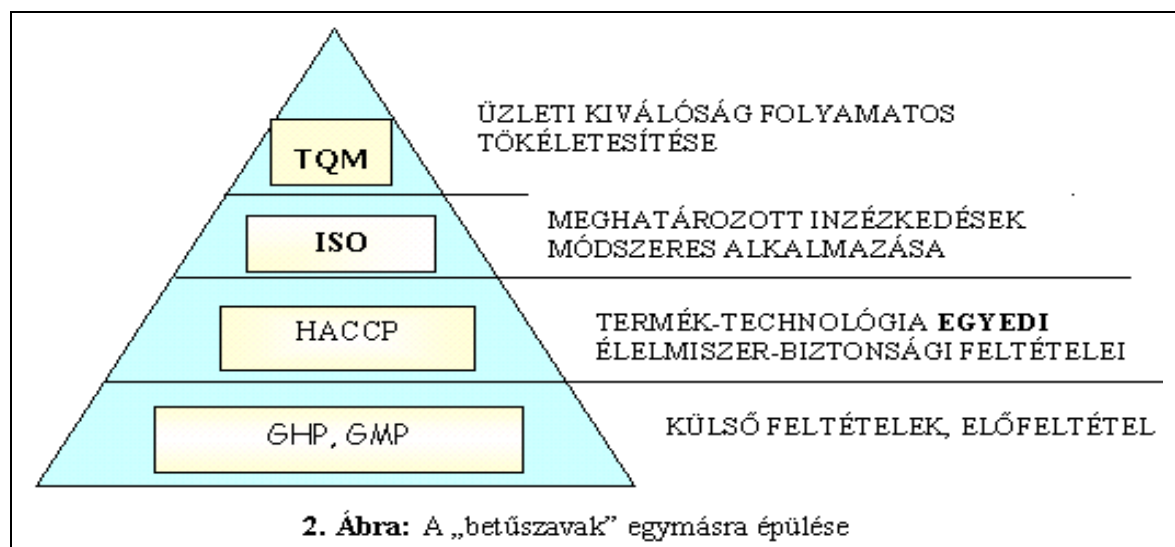 ÜZLETI KIVÁLÓSÁG FOLYAMATOS
TÖKÉLETESÍTÉSE
TQM
MEGHATÁROZOTT INZÉZKEDÉSEK
MÓDSZERES ALKALMAZÁSA
ISO
TERMÉK-TECHNOLÓGIA EGYEDI
ÉLELMISZER-BIZTONSÁGI FELTÉTELEI
HACCP
KÜLSŐ FELTÉTELEK, ELŐFELTÉTEL
GHP, GMP
2. Ábra: A „betűszavak” egymásra épülése